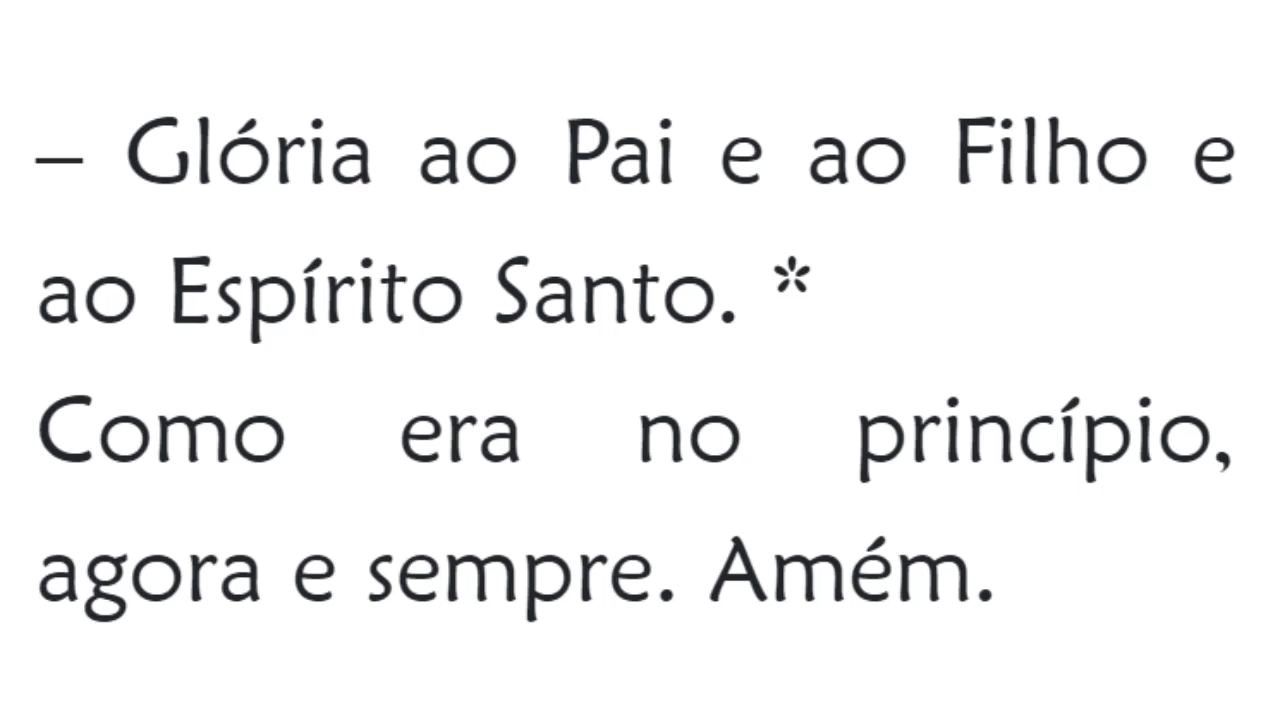 – Glória ao Pai e ao Filho e
ao Espírito Santo. *
Como era no princípio,
agora e sempre. Amém.